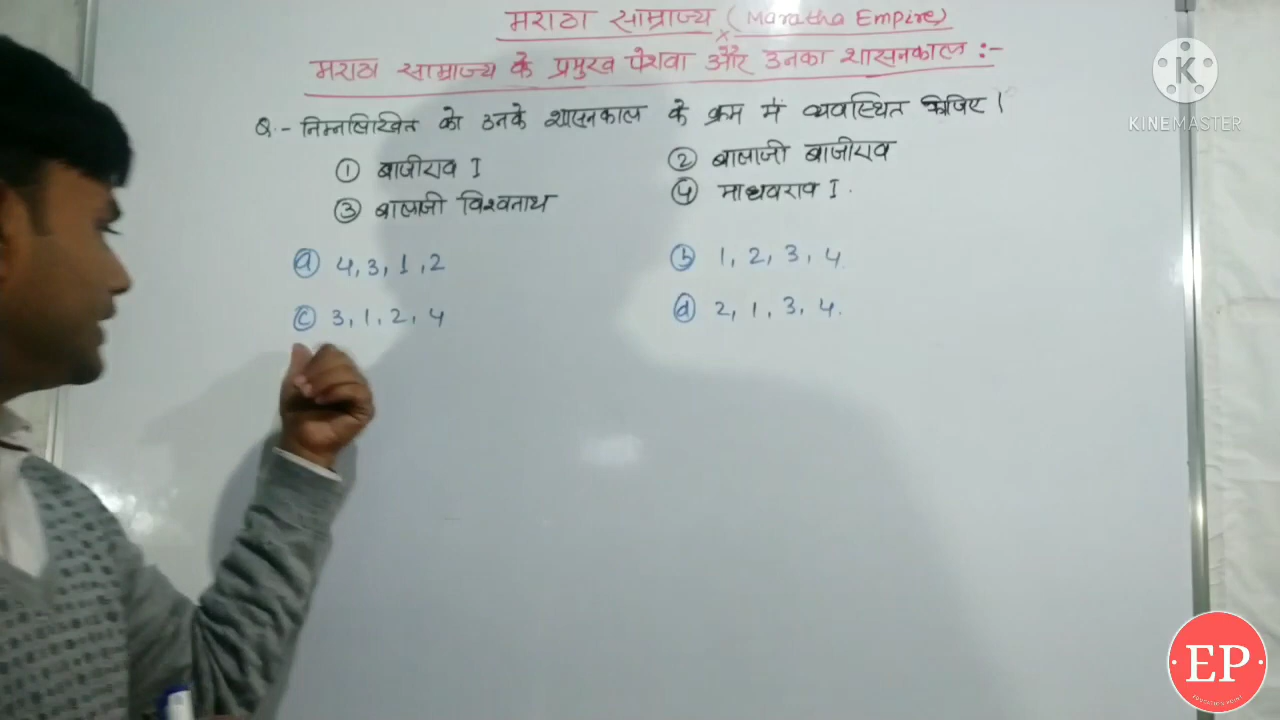 मराठा साम्राज्य (Maratha Empire)
मराठा साम्राज्य के प्रमुख पेशवा और उनका शासनकाल :-
Q.- निम्नलिखित को उनके शासनकाल के क्रम में व्यवस्थित कीजिए।
① बाजीराव I ② बालाजी बाजीराव
③ बालाजी विश्वनाथ ④ माधवराव I.
ⓐ 4, 3, 1, 2 ⓑ 1, 2, 3, 4.
ⓒ 3, 1, 2, 4 ⓓ 2, 1, 3, 4.
K
KINEMASTER
EP